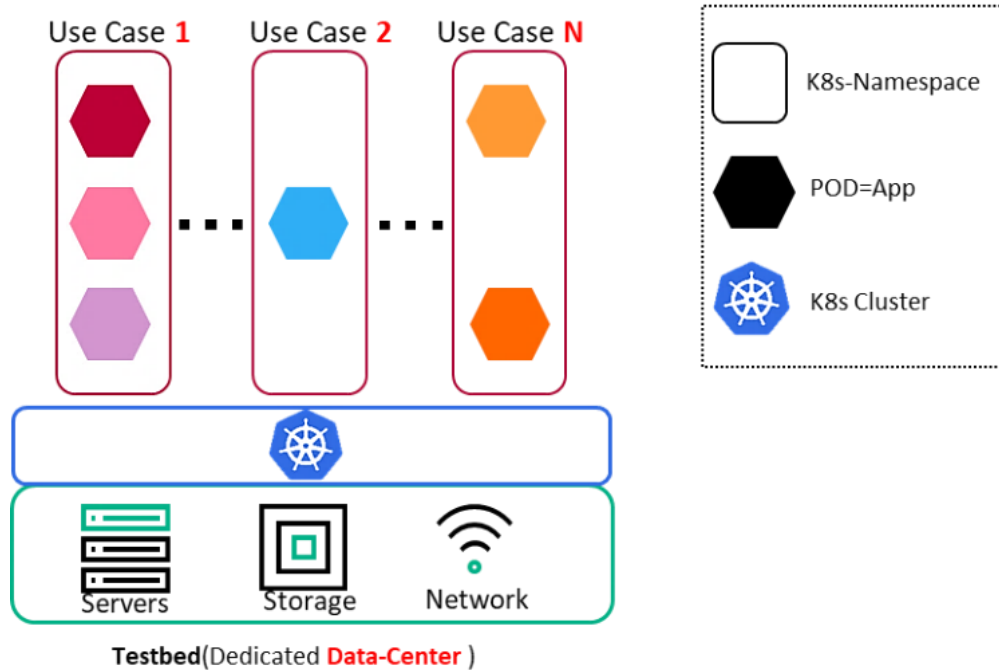 Use Case 1
Use Case 2
Use Case N
K8s-Namespace
POD=App
K8s Cluster
Servers
Storage
Network
Testbed(Dedicated Data-Center )